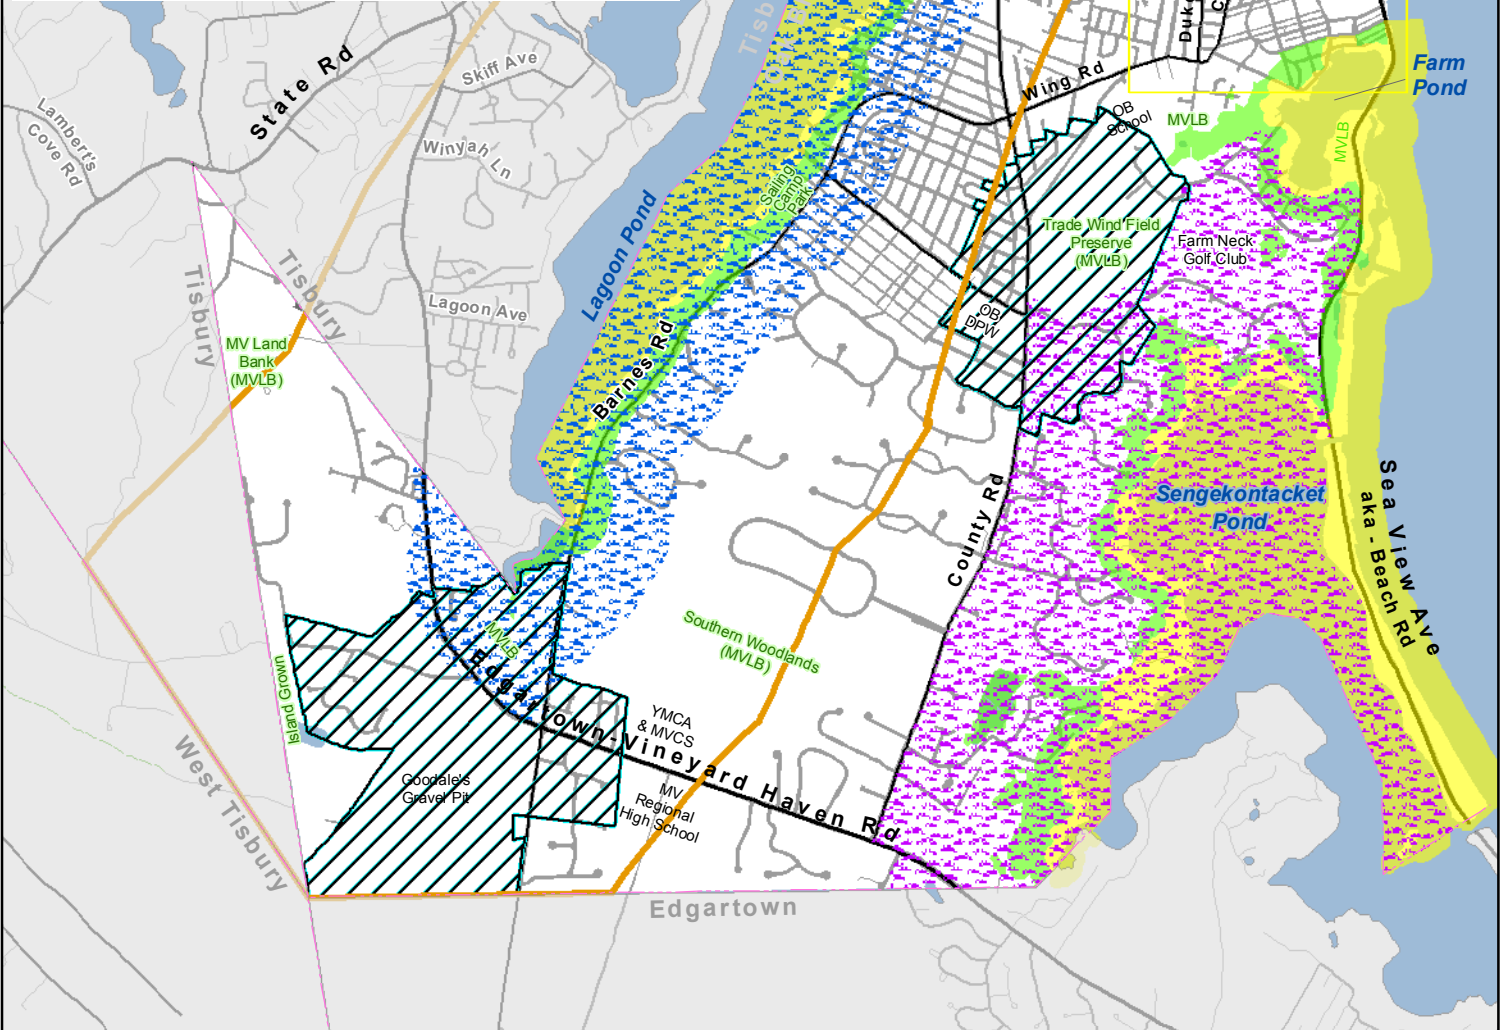 Tisb
Duk
C
State Rd
Skiff Ave
Farm
Pond
Wing Rd
OB
School
MVLB
MVLB
Lambert's
Cove Rd
Winyah Ln
Sailing
Camp
Park
Lagoon Pond
Trade Wind Field
Preserve
(MVLB)
Farm Neck
Golf Club
Tisbury
Tisbury
Lagoon Ave
OB
DPW
MV Land
Bank
(MVLB)
Barnes Rd
Sengekontacket
Pond
Sea View Ave
aka - Beach Rd
County Rd
Southern Woodlands
(MVLB)
MVLB
Island Grown
Edgartown-Vineyard Haven Rd
YMCA
& MVCS
West Tisbury
Goodale's
Gravel Pit
MV
Regional
High School
Edgartown